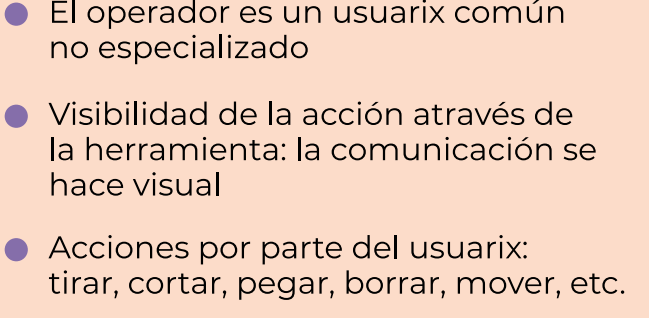 El operador es un usuarix común
no especializado
Visibilidad de la acción através de
la herramienta: la comunicación se
hace visual
Acciones por parte del usuarix:
tirar, cortar, pegar, borrar, mover, etc.